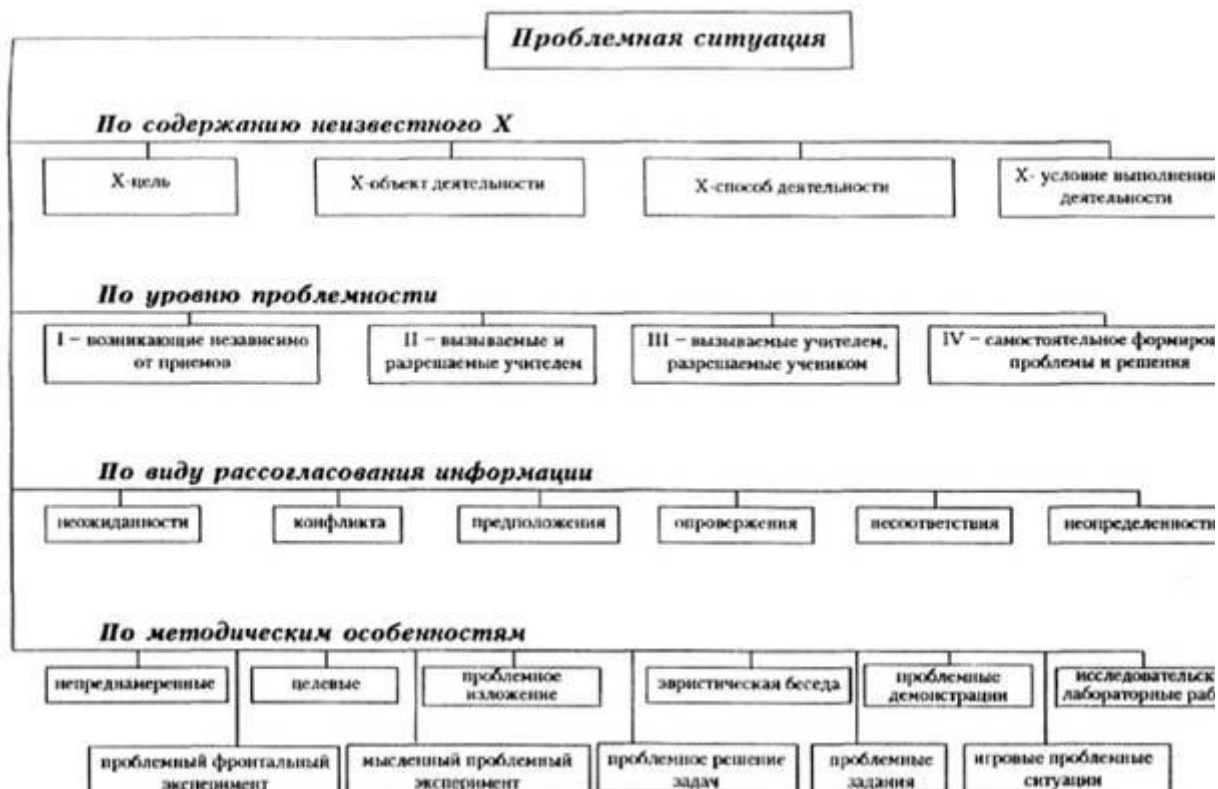 Проблемная ситуация
По содержанию неизвестного X
X-цель
X-объект деятельности
X-способ деятельности
X- условие выполнения
деятельности
По уровню проблемности
I – возникающие независимо
от приемов
II – вызываемые и
разрешаемые учителем
III – вызываемые учителем,
разрешаемые учеником
IV – самостоятельное формиров
проблемы и решения
По виду рассогласования информации
неожиданности
конфликта
предположения
опровержения
несоответствия
неопределенности
По методическим особенностям
непреднамеренные
целевые
проблемное
изложение
эвристическая беседа
проблемные
демонстрации
исследовательск
лабораторные раб
проблемный фронтальный
эксперимент
мысленный проблемный
эксперимент
проблемное решение
задач
проблемные
задания
игровые проблемные
ситуации